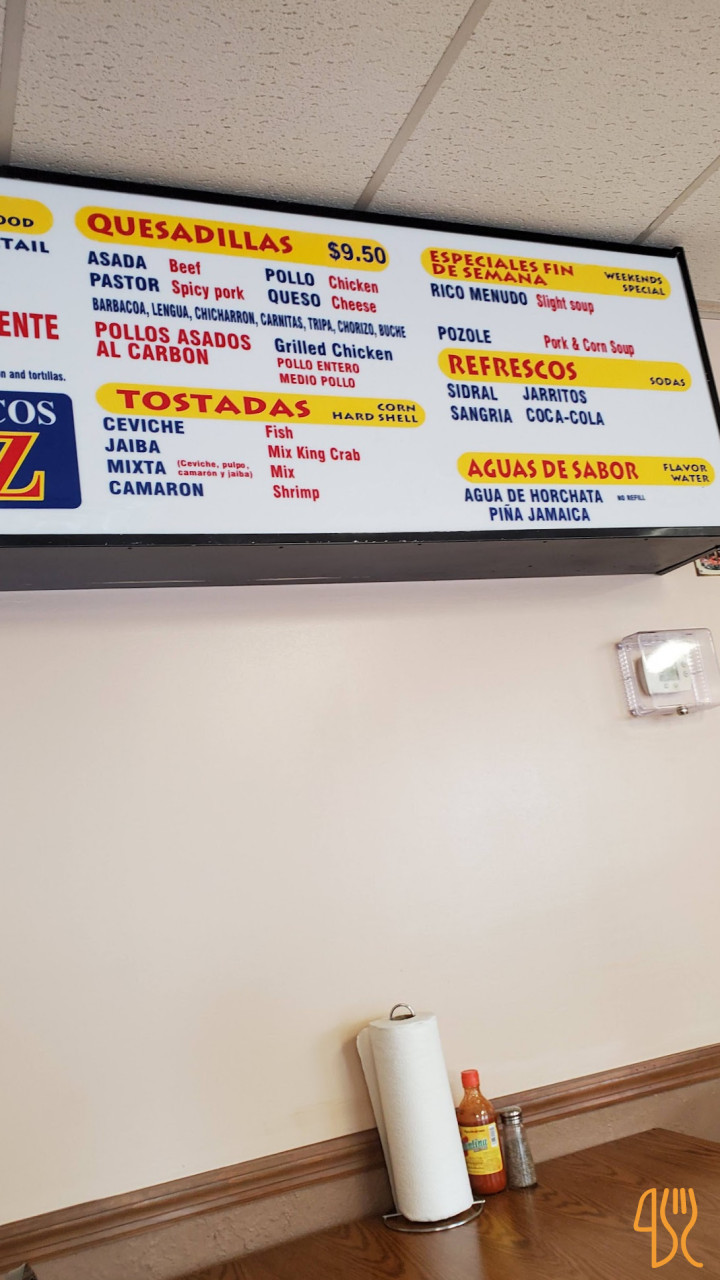 OOD
TAIL
ENTE
n and tortillas.
COS
Z
QUESADILLAS $9.50
ASADA Beef POLLO Chicken
PASTOR Spicy pork QUESO Cheese
BARBACOA, LENGUA, CHICHARRON, CARNITAS, TRIPA, CHORIZO, BUCHE
POLLOS ASADOS
AL CARBON
Grilled Chicken
POLLO ENTERO
MEDIO POLLO
TOSTADAS CORN
HARD SHELL
CEVICHE Fish
JAIBA Mix King Crab
MIXTA (Ceviche, pulpo,
camarón y jaiba) Mix
CAMARON Shrimp
ESPECIALES FIN
DE SEMANA
WEEKENDS
SPECIAL
RICO MENUDO Slight soup
POZOLE Pork & Corn Soup
REFRESCOS SODAS
SIDRAL JARRITOS
SANGRIA COCA-COLA
AGUAS DE SABOR FLAVOR
WATER
AGUA DE HORCHATA NO REFILL
PIÑA JAMAICA